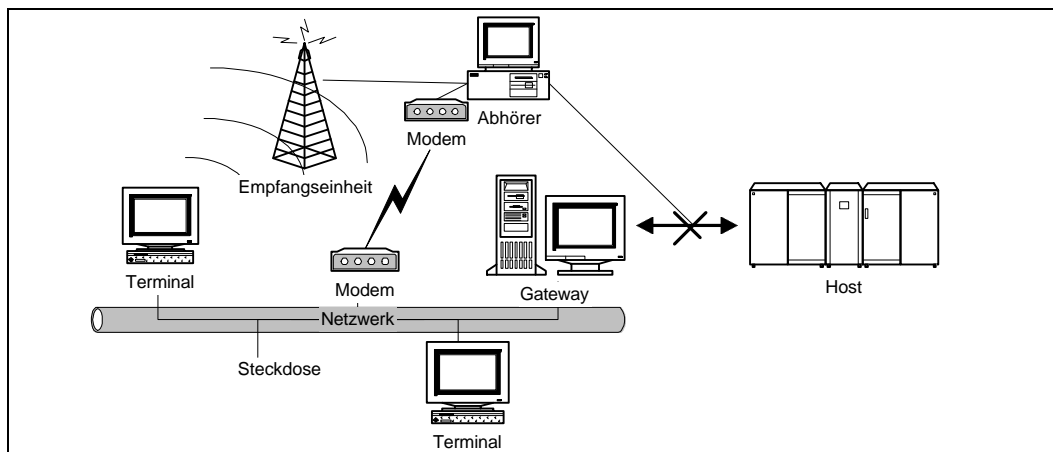 Abhörer
Modem
Empfangseinheit
Terminal
Modem
Gateway
Host
Netzwerk
Steckdose
Terminal